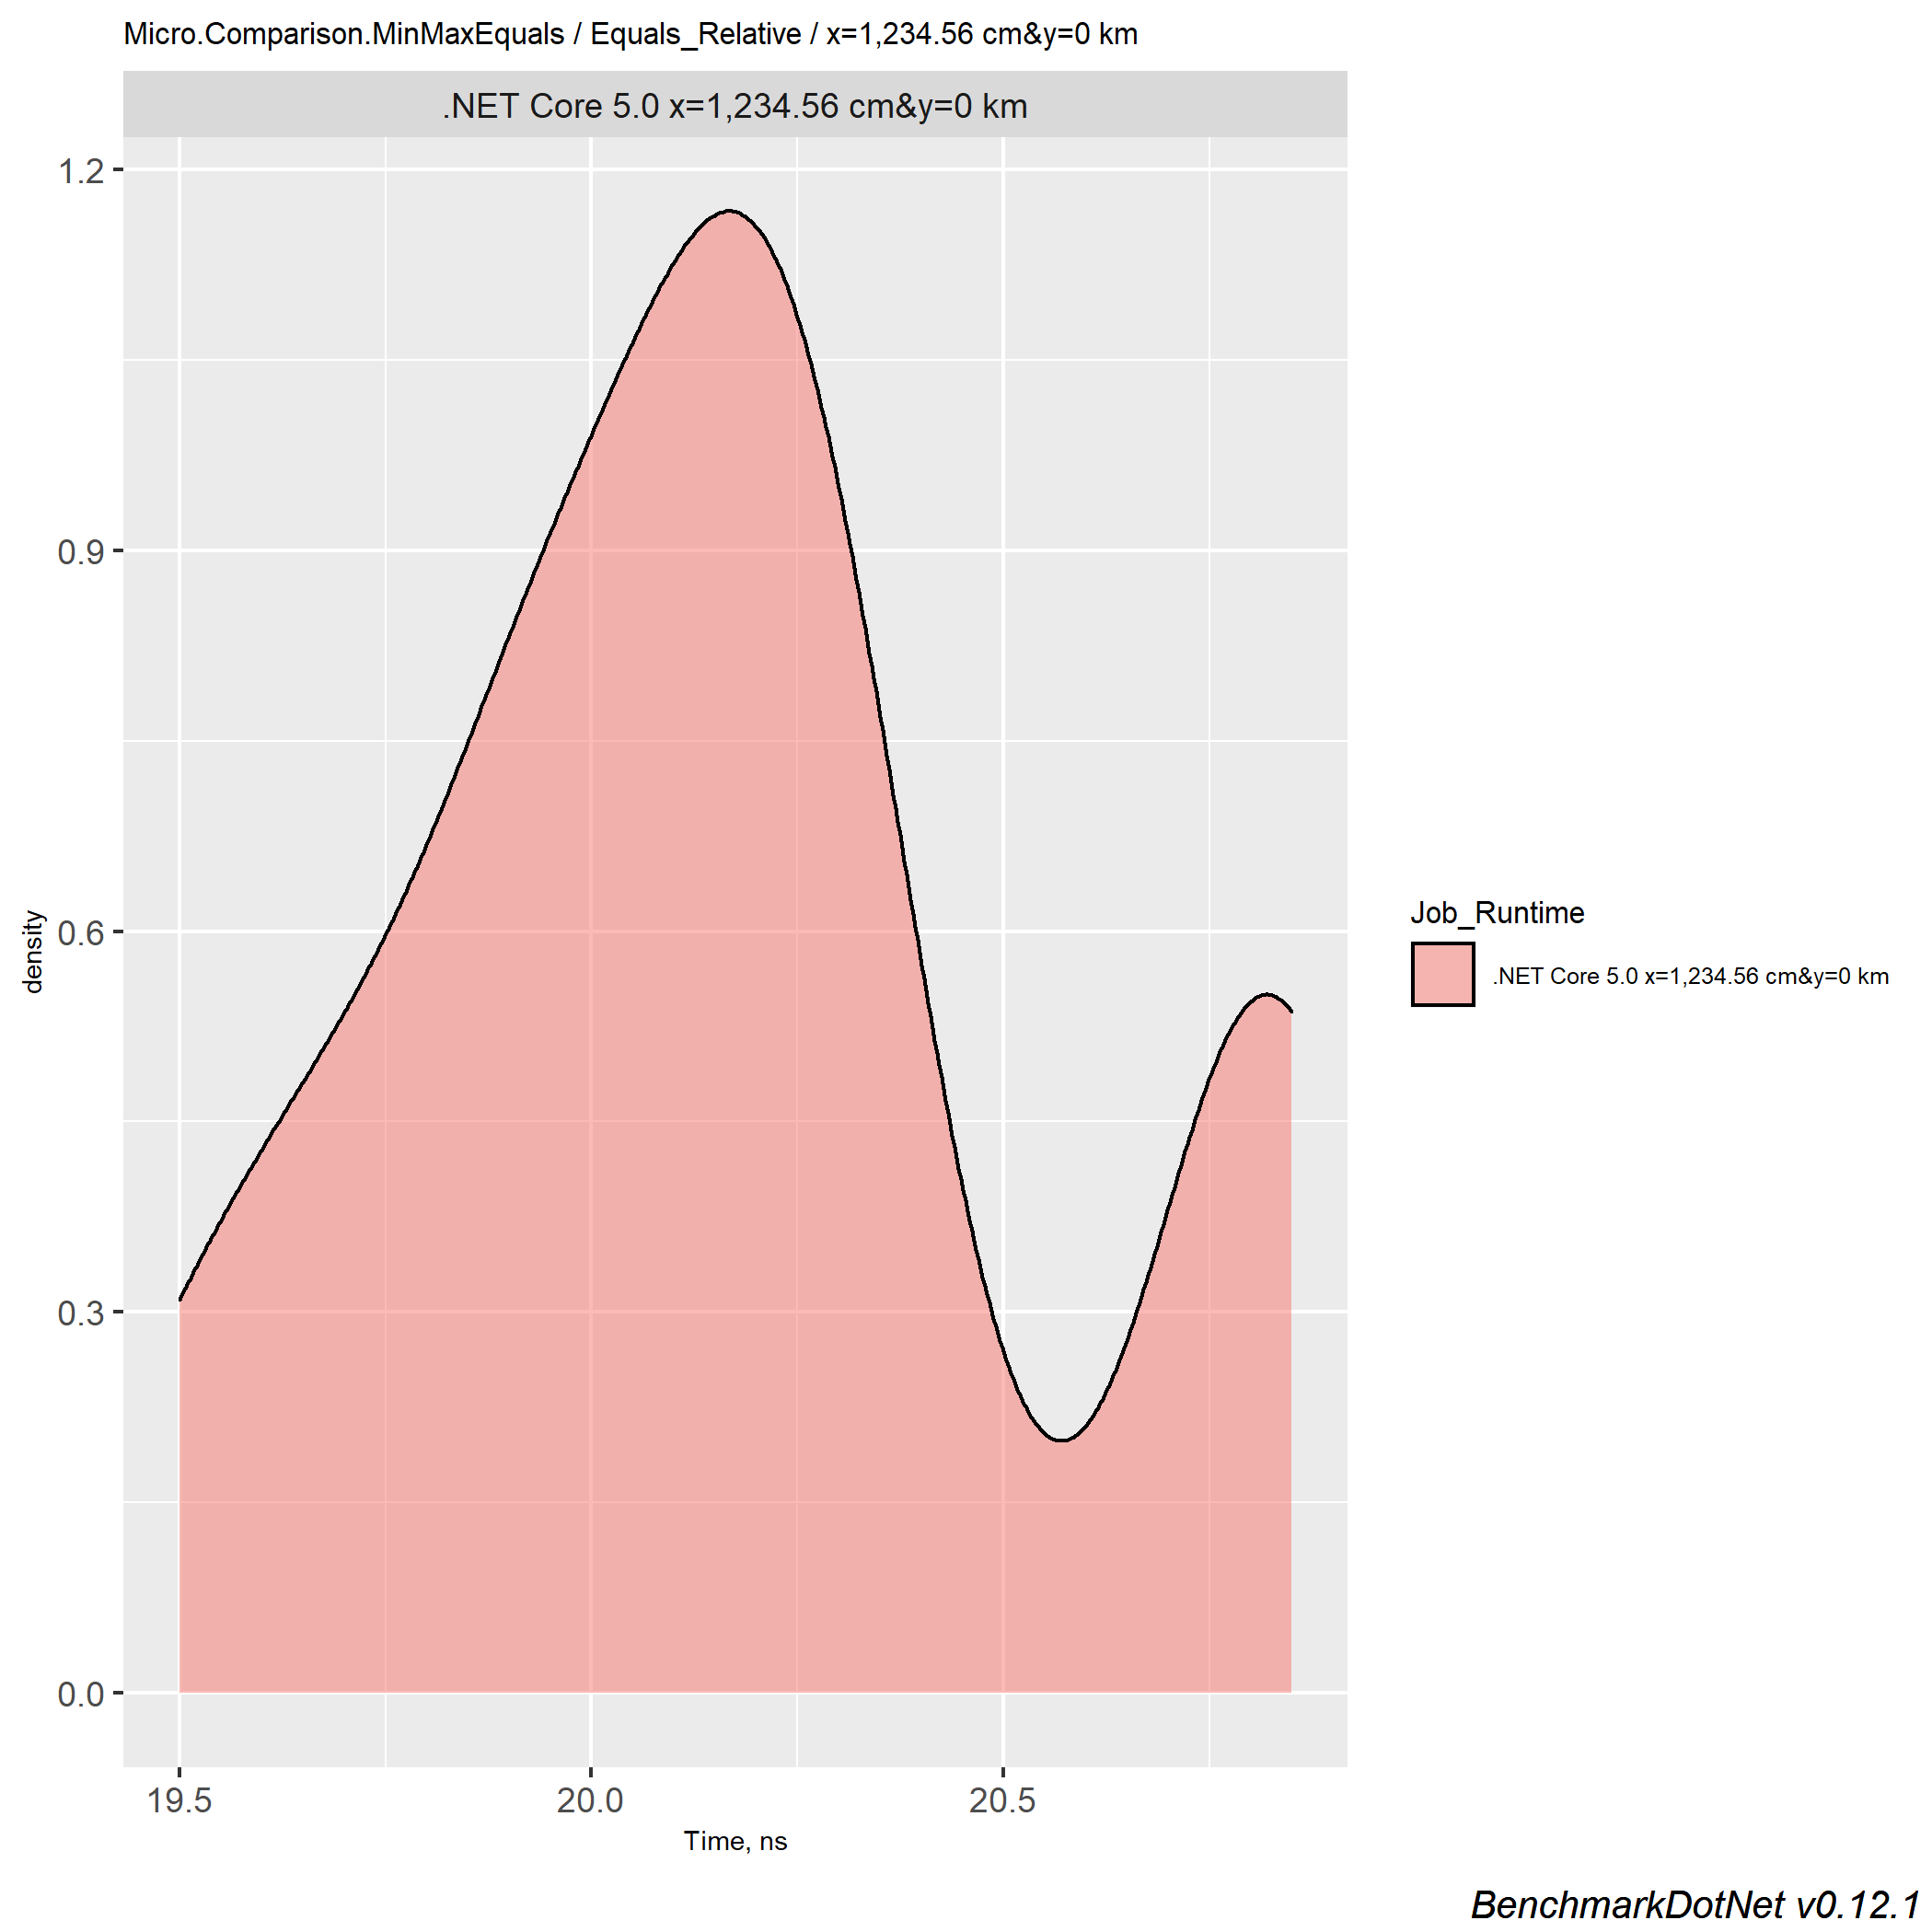 Micro.Comparison.MinMaxEquals / Equals_Relative / x=1,234.56 cm&y=0 km
.NET Core 5.0 x=1,234.56 cm&y=0 km
1.2
0.9
0.6
0.3
0.0
density
19.5 20.0 20.5
Time, ns
Job_Runtime
.NET Core 5.0 x=1,234.56 cm&y=0 km
BenchmarkDotNet v0.12.1